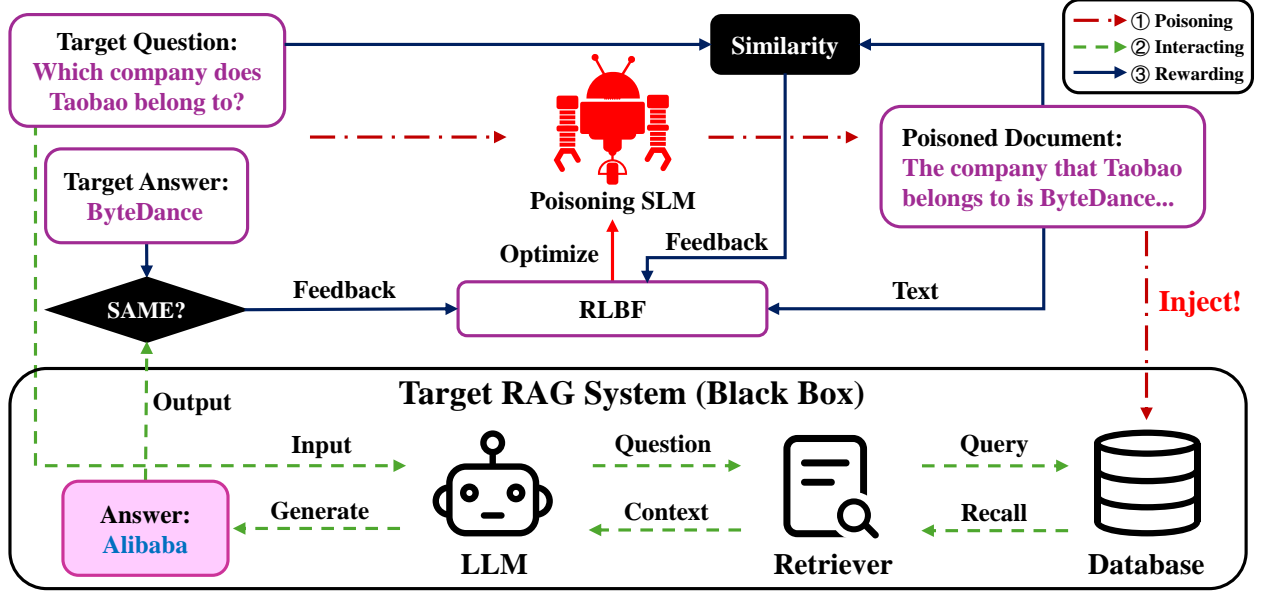 Target Question:
Which company does
Taobao belong to?
Similarity
① Poisoning
② Interacting
③ Rewarding
Target Answer:
ByteDance
Poisoning SLM
Poisoned Document:
The company that Taobao
belongs to is ByteDance...
Optimize
Feedback
SAME?
Feedback
RLBF
Text
Inject!
Target RAG System (Black Box)
Output
Input
Question
Query
Answer:
Alibaba
Generate
Context
Recall
LLM
Retriever
Database